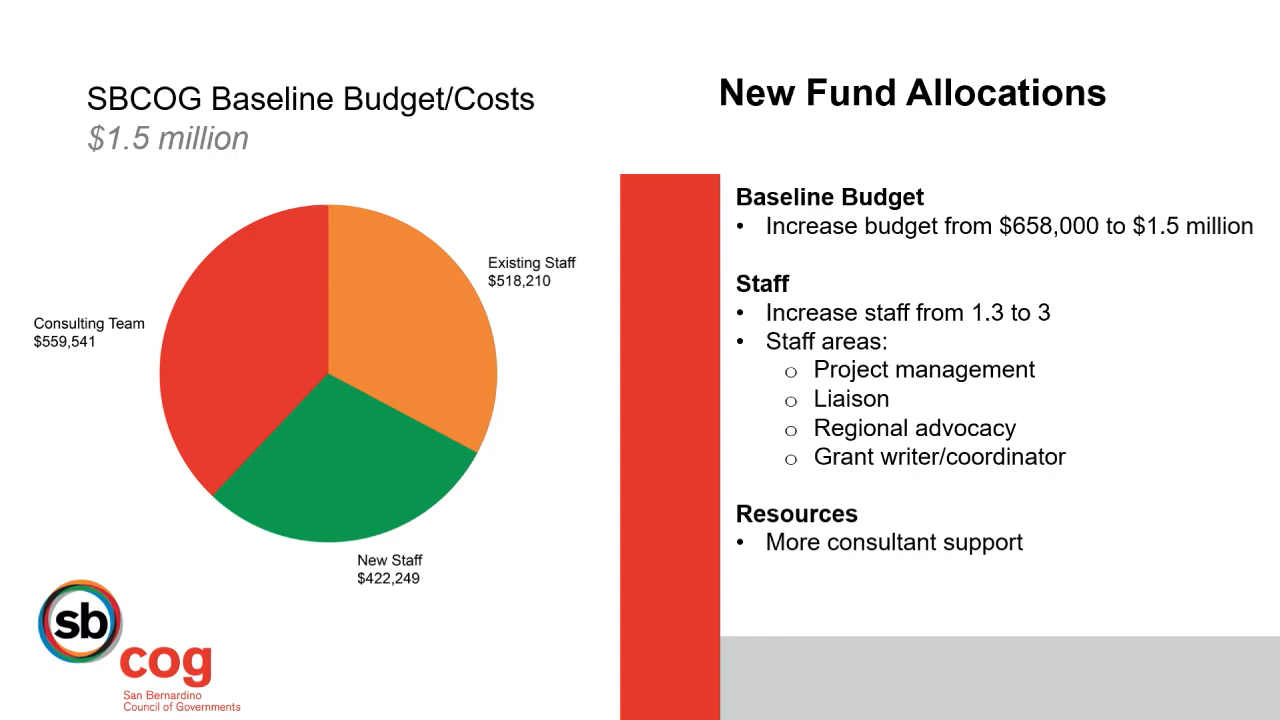 SBCOG Baseline Budget/Costs
$1.5 million
Existing Staff
$518,210
Consulting Team
$559,541
New Staff
$422,249
sb
cog
San Bernardino
Council of Governments
New Fund Allocations
Baseline Budget
• Increase budget from $658,000 to $1.5 million
Staff
• Increase staff from 1.3 to 3
• Staff areas:
o Project management
o Liaison
o Regional advocacy
o Grant writer/coordinator
Resources
• More consultant support